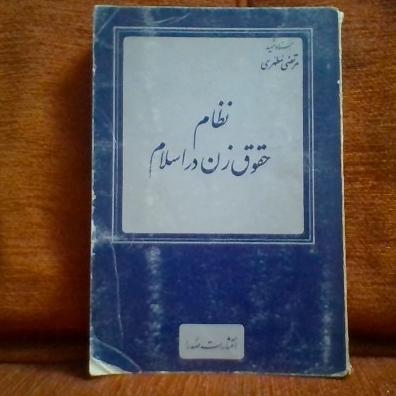 استاد شهید
مرتضی مطهری
نظام
حقوق زن در اسلام
انتشارات صدرا